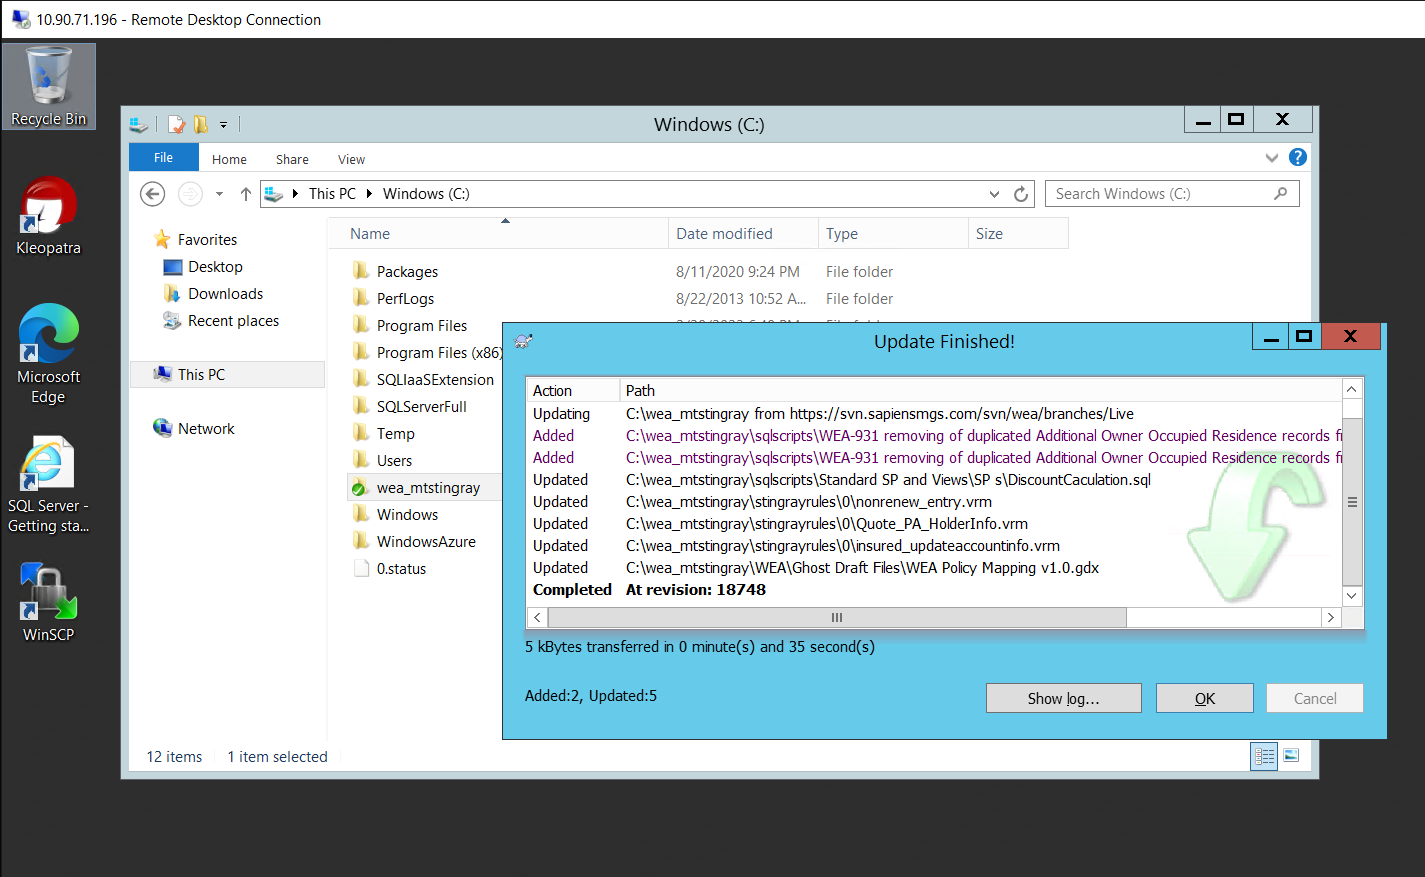 10.90.71.196 - Remote Desktop Connection
Recycle Bin
Kleopatra
Microsoft
Edge
SQL Server -
Getting sta...
WinSCP
Windows (C:)
File Home Share View
This PC Windows (C:) Search Windows (C:)
Favorites
Desktop
Downloads
Recent places
This PC
Network
Name Date modified Type Size
Packages 8/11/2020 9:24 PM File folder
PerfLogs 8/22/2013 10:52 A... File folder
Program Files
Program Files (x86)
SQLIaaSExtension
SQLServerFull
Temp
Users
wea_mtstingray
Windows
WindowsAzure
0.status
12 items 1 item selected
Update Finished!
Action Path
Updating C:\wea_mtstingray from https://svn.sapiensmgs.com/svn/wea/branches/Live
Added C:\wea_mtstingray\sqlscripts\WEA-931 removing of duplicated Additional Owner Occupied Residence records fi
Added C:\wea_mtstingray\sqlscripts\WEA-931 removing of duplicated Additional Owner Occupied Residence records fi
Updated C:\wea_mtstingray\sqlscripts\Standard SP and Views\SP s\DiscountCaculation.sql
Updated C:\wea_mtstingray\stingrayrules\0\nonrenew_entry.vrm
Updated C:\wea_mtstingray\stingrayrules\0\Quote_PA_HolderInfo.vrm
Updated C:\wea_mtstingray\stingrayrules\0\insured_updateaccountinfo.vrm
Updated C:\wea_mtstingray\WEA\Ghost Draft Files\WEA Policy Mapping v1.0.gdx
Completed At revision: 18748
5 kBytes transferred in 0 minute(s) and 35 second(s)
Added:2, Updated:5
Show log... OK Cancel